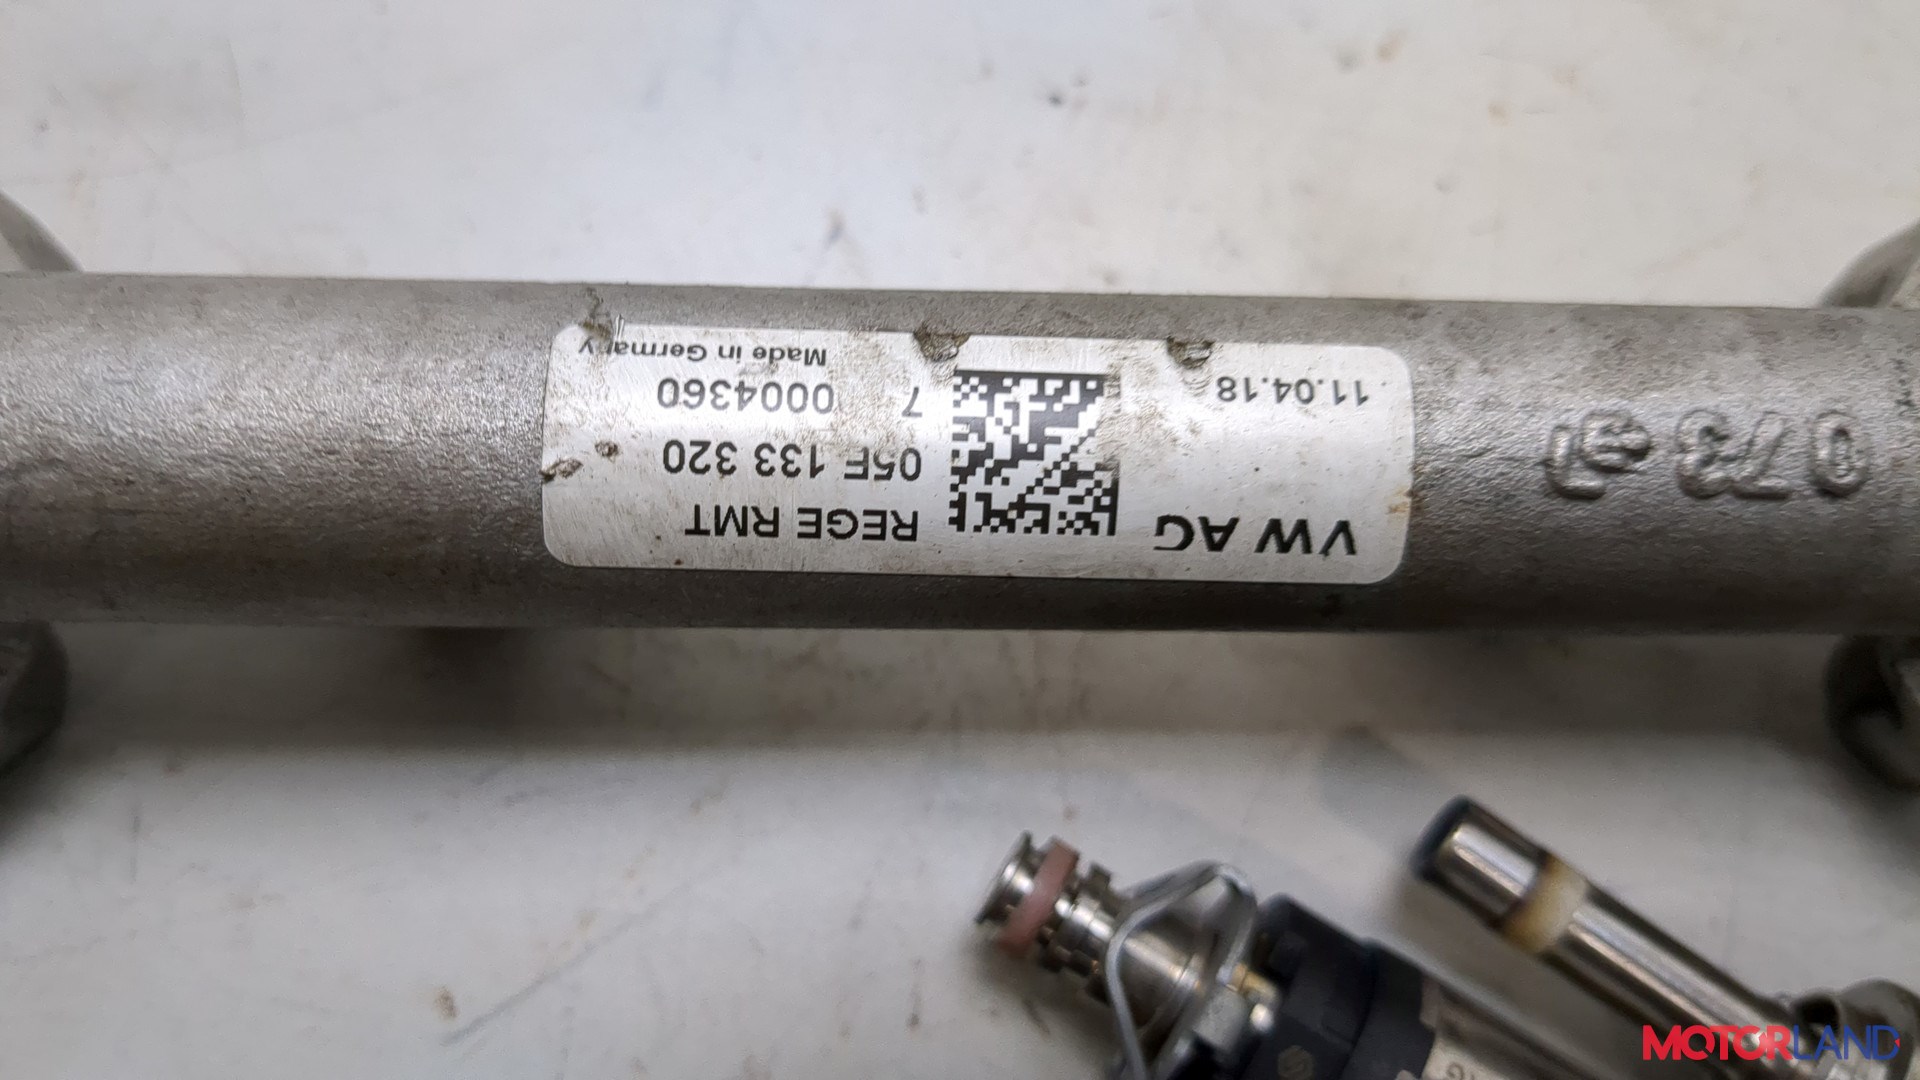 VW AG
11.04.18
REGE RMT
05E 133 320
7 0004360
Made in Germany
073
MOTORLAND